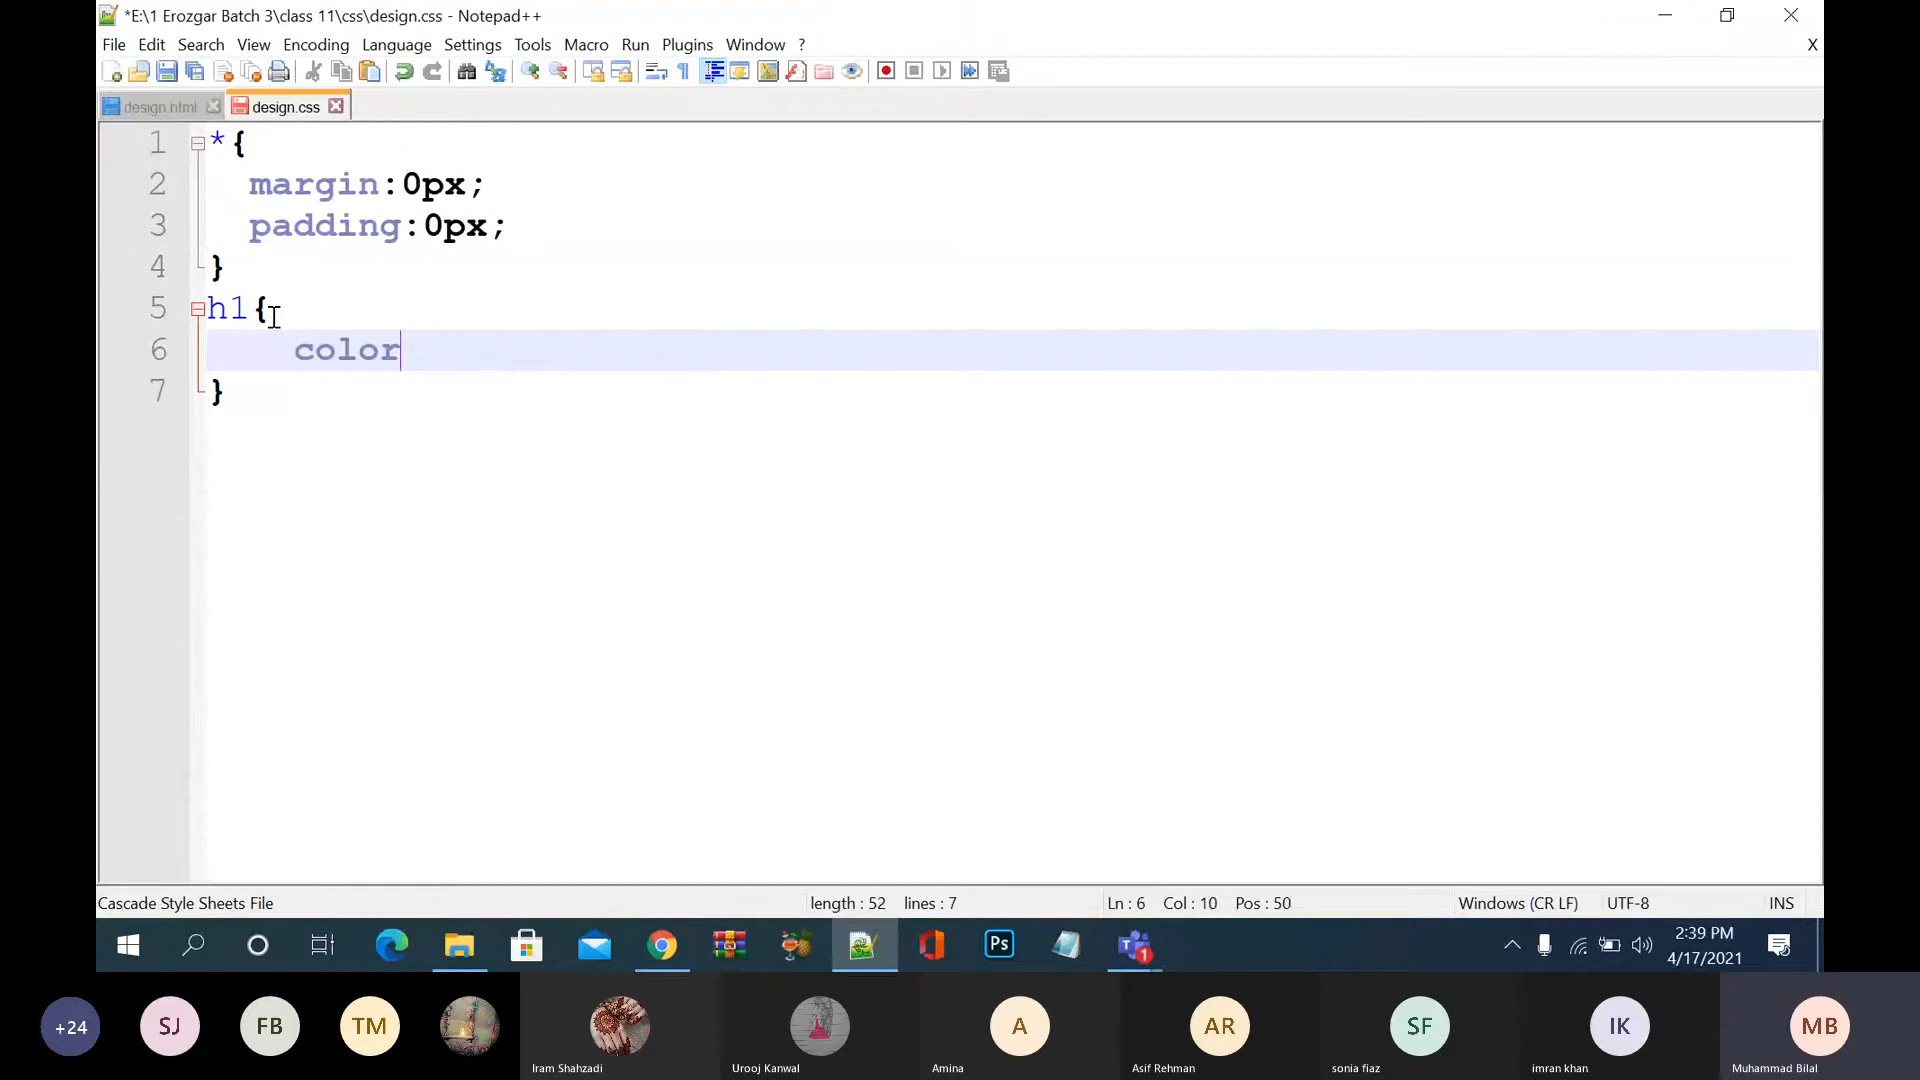 *E:\1 Erozgar Batch 3\class 11\css\design.css - Notepad++
File Edit Search View Encoding Language Settings Tools Macro Run Plugins Window ? X
design.html design.css
1 *{
2 margin:0px;
3 padding:0px;
4 }
5 h1{
6 color
7 }
Cascade Style Sheets File length : 52 lines : 7 Ln : 6 Col : 10 Pos : 50 Windows (CR LF) UTF-8 INS
Ps 1 2:39 PM
4/17/2021
+24 SJ FB TM A AR SF IK MB
Iram Shahzadi Urooj Kanwal Amina Asif Rehman sonia fiaz imran khan Muhammad Bilal